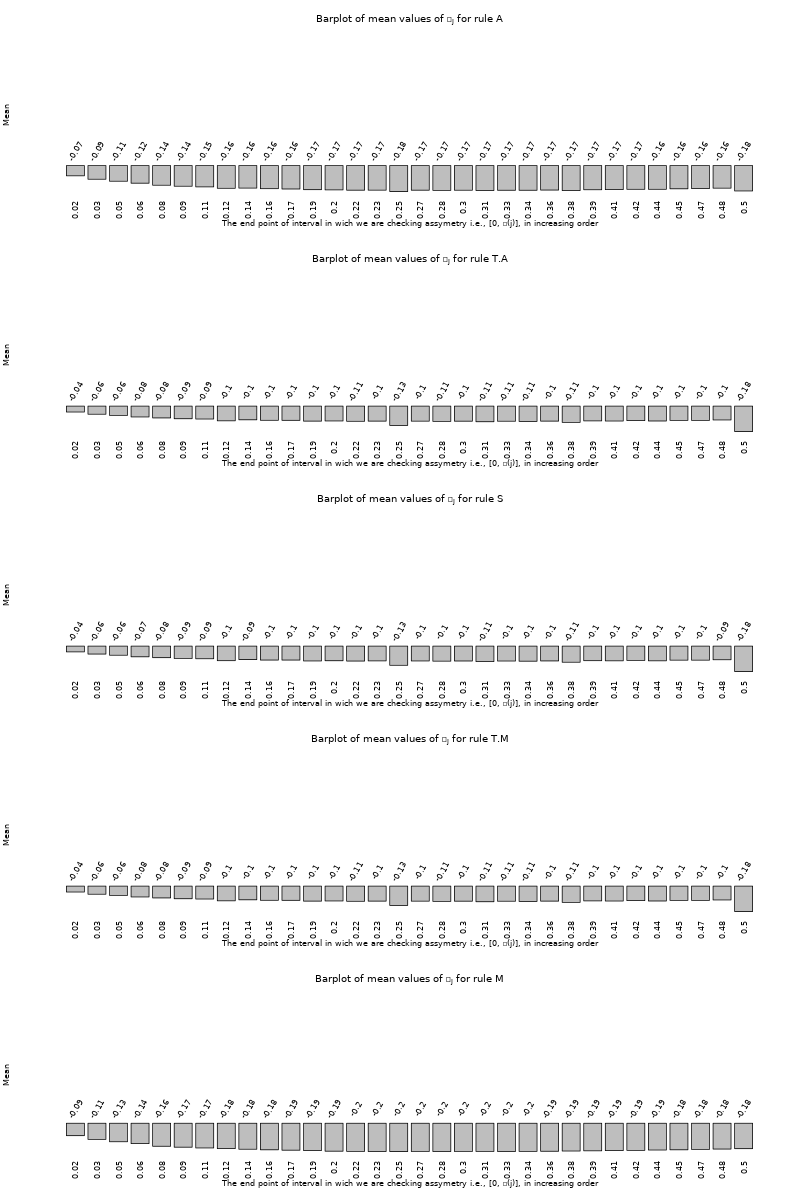 Barplot of mean values of □j for rule A
Mean
-0.07 -0.09 -0.11 -0.12 -0.14 -0.14 -0.15 -0.16 -0.16 -0.16 -0.16 -0.17 -0.17 -0.17 -0.17 -0.18 -0.17 -0.17 -0.17 -0.17 -0.17 -0.17 -0.17 -0.17 -0.17 -0.17 -0.17 -0.16 -0.16 -0.16 -0.16 -0.18
0.02 0.03 0.05 0.06 0.08 0.09 0.11 0.12 0.14 0.16 0.17 0.19 0.2 0.22 0.23 0.25 0.27 0.28 0.3 0.31 0.33 0.34 0.36 0.38 0.39 0.41 0.42 0.44 0.45 0.47 0.48 0.5
The end point of interval in wich we are checking assymetry i.e., [0, □(j)], in increasing order
Barplot of mean values of □j for rule T.A
Mean
-0.04 -0.06 -0.06 -0.08 -0.08 -0.09 -0.09 -0.1 -0.1 -0.1 -0.1 -0.1 -0.1 -0.11 -0.1 -0.13 -0.1 -0.11 -0.1 -0.11 -0.11 -0.11 -0.1 -0.11 -0.1 -0.1 -0.1 -0.1 -0.1 -0.1 -0.1 -0.18
0.02 0.03 0.05 0.06 0.08 0.09 0.11 0.12 0.14 0.16 0.17 0.19 0.2 0.22 0.23 0.25 0.27 0.28 0.3 0.31 0.33 0.34 0.36 0.38 0.39 0.41 0.42 0.44 0.45 0.47 0.48 0.5
The end point of interval in wich we are checking assymetry i.e., [0, □(j)], in increasing order
Barplot of mean values of □j for rule S
Mean
-0.04 -0.06 -0.06 -0.07 -0.08 -0.09 -0.09 -0.1 -0.09 -0.1 -0.1 -0.1 -0.1 -0.1 -0.1 -0.13 -0.1 -0.1 -0.1 -0.11 -0.1 -0.1 -0.1 -0.11 -0.1 -0.1 -0.1 -0.1 -0.1 -0.1 -0.09 -0.18
0.02 0.03 0.05 0.06 0.08 0.09 0.11 0.12 0.14 0.16 0.17 0.19 0.2 0.22 0.23 0.25 0.27 0.28 0.3 0.31 0.33 0.34 0.36 0.38 0.39 0.41 0.42 0.44 0.45 0.47 0.48 0.5
The end point of interval in wich we are checking assymetry i.e., [0, □(j)], in increasing order
Barplot of mean values of □j for rule T.M
Mean
-0.04 -0.06 -0.06 -0.08 -0.08 -0.09 -0.09 -0.1 -0.1 -0.1 -0.1 -0.1 -0.1 -0.11 -0.1 -0.13 -0.1 -0.11 -0.1 -0.11 -0.11 -0.11 -0.1 -0.11 -0.1 -0.1 -0.1 -0.1 -0.1 -0.1 -0.1 -0.18
0.02 0.03 0.05 0.06 0.08 0.09 0.11 0.12 0.14 0.16 0.17 0.19 0.2 0.22 0.23 0.25 0.27 0.28 0.3 0.31 0.33 0.34 0.36 0.38 0.39 0.41 0.42 0.44 0.45 0.47 0.48 0.5
The end point of interval in wich we are checking assymetry i.e., [0, □(j)], in increasing order
Barplot of mean values of □j for rule M
Mean
-0.09 -0.11 -0.13 -0.14 -0.16 -0.17 -0.17 -0.18 -0.18 -0.18 -0.19 -0.19 -0.19 -0.2 -0.2 -0.2 -0.2 -0.2 -0.2 -0.2 -0.2 -0.2 -0.19 -0.19 -0.19 -0.19 -0.19 -0.19 -0.18 -0.18 -0.18 -0.18
0.02 0.03 0.05 0.06 0.08 0.09 0.11 0.12 0.14 0.16 0.17 0.19 0.2 0.22 0.23 0.25 0.27 0.28 0.3 0.31 0.33 0.34 0.36 0.38 0.39 0.41 0.42 0.44 0.45 0.47 0.48 0.5
The end point of interval in wich we are checking assymetry i.e., [0, □(j)], in increasing order